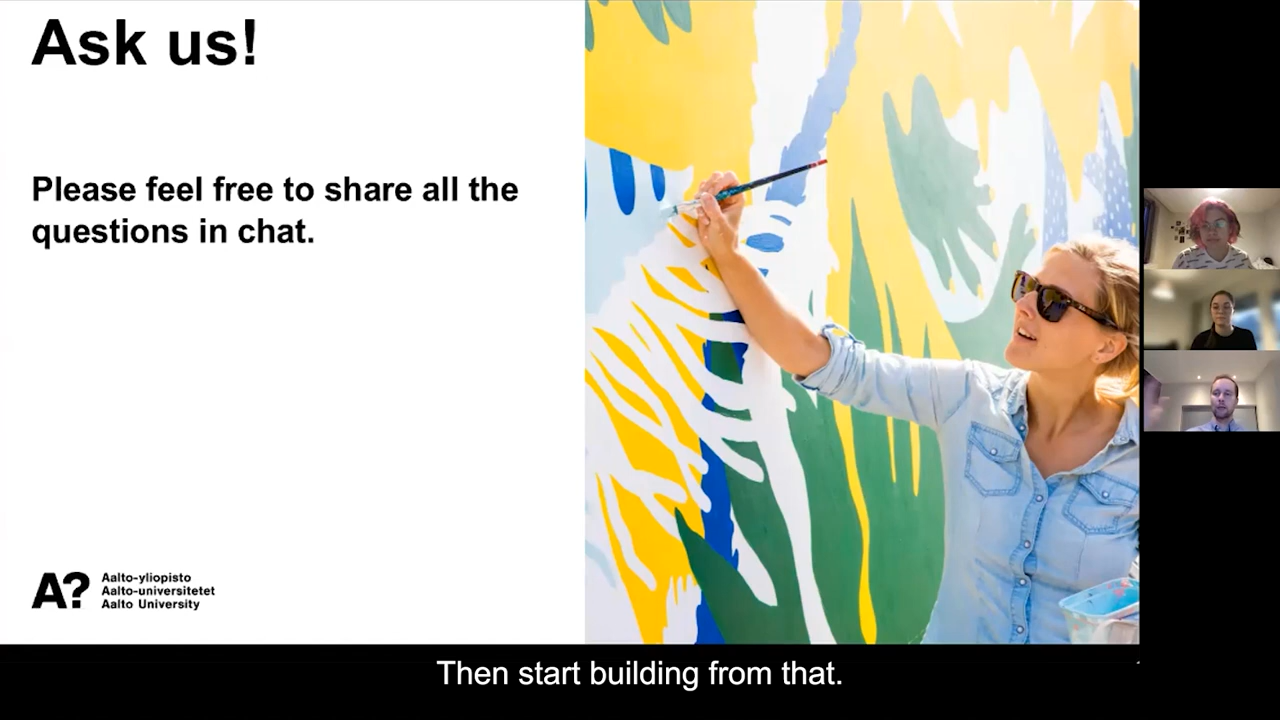 Ask us!
Please feel free to share all the
questions in chat.
A?
Aalto-yliopisto
Aalto-universitetet
Aalto University
Then start building from that.